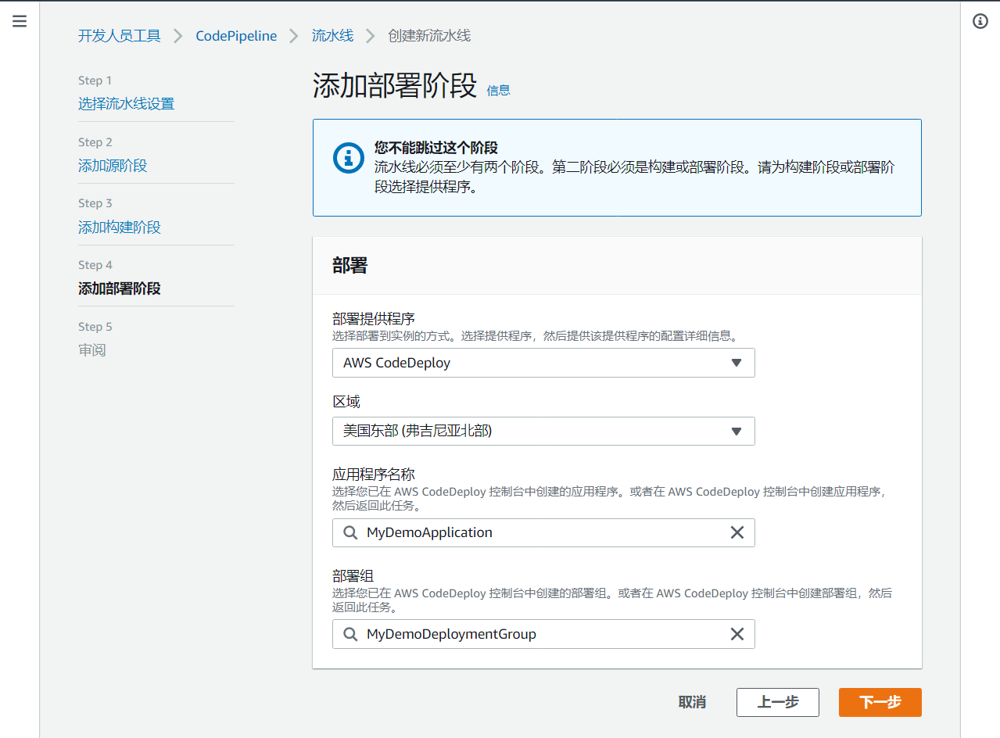 开发人员工具 CodePipeline 流水线 创建新流水线
Step 1
选择流水线设置
Step 2
添加源阶段
Step 3
添加构建阶段
Step 4
添加部署阶段
Step 5
审阅
添加部署阶段 信息
您不能跳过这个阶段
流水线必须至少有两个阶段。第二阶段必须是构建或部署阶段。请为构建阶段或部署阶
段选择提供程序。
部署
部署提供程序
选择部署到实例的方式。选择提供程序，然后提供该提供程序的配置详细信息。
AWS CodeDeploy
区域
美国东部 (弗吉尼亚北部)
应用程序名称
选择您已在 AWS CodeDeploy 控制台中创建的应用程序。或者在 AWS CodeDeploy 控制台中创建应用程序，
然后返回此任务。
MyDemoApplication
部署组
选择您已在 AWS CodeDeploy 控制台中创建的部署组。或者在 AWS CodeDeploy 控制台中创建部署组，然后
返回此任务。
MyDemoDeploymentGroup
取消 上一步 下一步